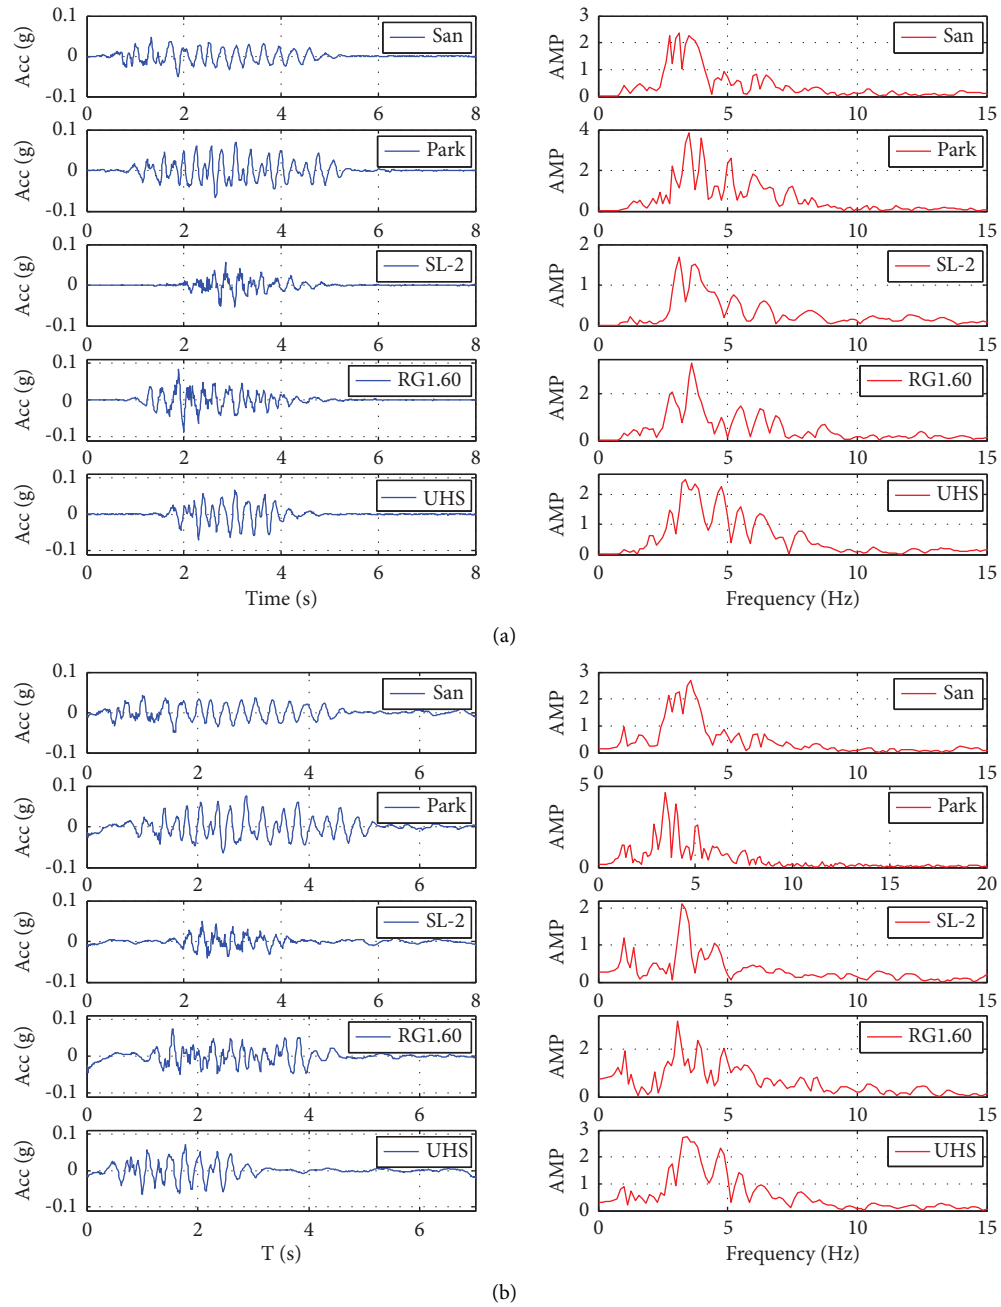 0.1 Acc (g) 0 -0.1 San 0 2 4 6 8
3 2 1 0 AMP San 0 5 10 15
0.1 Acc (g) 0 -0.1 Park 0 2 4 6 8
4 2 0 AMP Park 0 5 10 15
0.1 Acc (g) 0 -0.1 SL-2 0 2 4 6 8
2 1 0 AMP SL-2 0 5 10 15
0.1 Acc (g) 0 -0.1 RG1.60 0 2 4 6 8
2 0 AMP RG1.60 0 5 10 15
0.1 Acc (g) 0 -0.1 UHS 0 2 4 6 8
2 1 0 AMP UHS 0 5 10 15
Time (s) Frequency (Hz)
(a)
0.1 Acc (g) 0 -0.1 San 0 2 4 6 8
3 2 1 0 AMP San 0 5 10 15
0.1 Acc (g) 0 -0.1 Park 0 2 4 6
5 0 AMP Park 0 5 10 15 20
0.1 Acc (g) 0 -0.1 SL-2 0 2 4 6 8
2 1 0 AMP SL-2 0 5 10 15
0.1 Acc (g) 0 -0.1 RG1.60 0 2 4 6
2 0 AMP RG1.60 0 5 10 15
0.1 Acc (g) 0 -0.1 UHS 0 2 4 6
3 2 1 0 AMP UHS 0 5 10 15
T (s) Frequency (Hz)
(b)